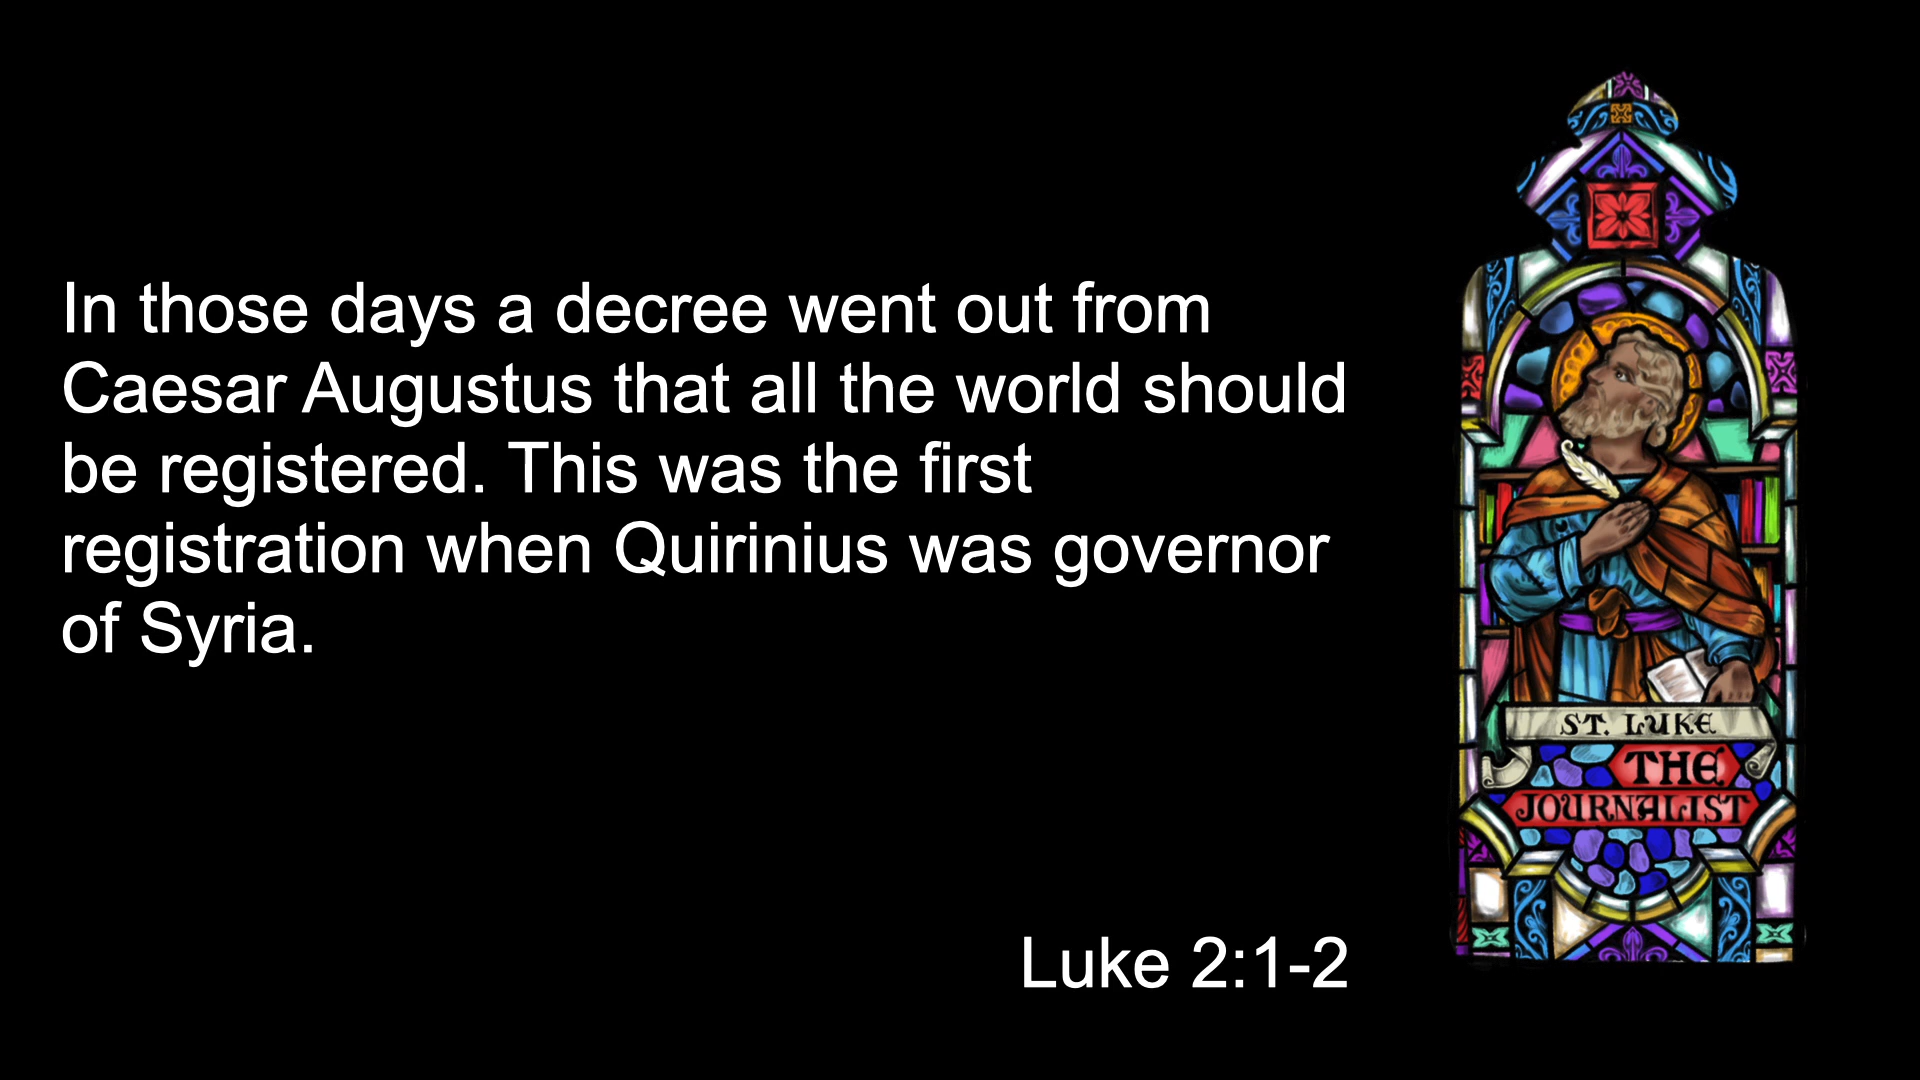 In those days a decree went out from
Caesar Augustus that all the world should
be registered. This was the first
registration when Quirinius was governor
of Syria.
Luke 2:1-2
ST. LUKE
THE
JOURNALIST